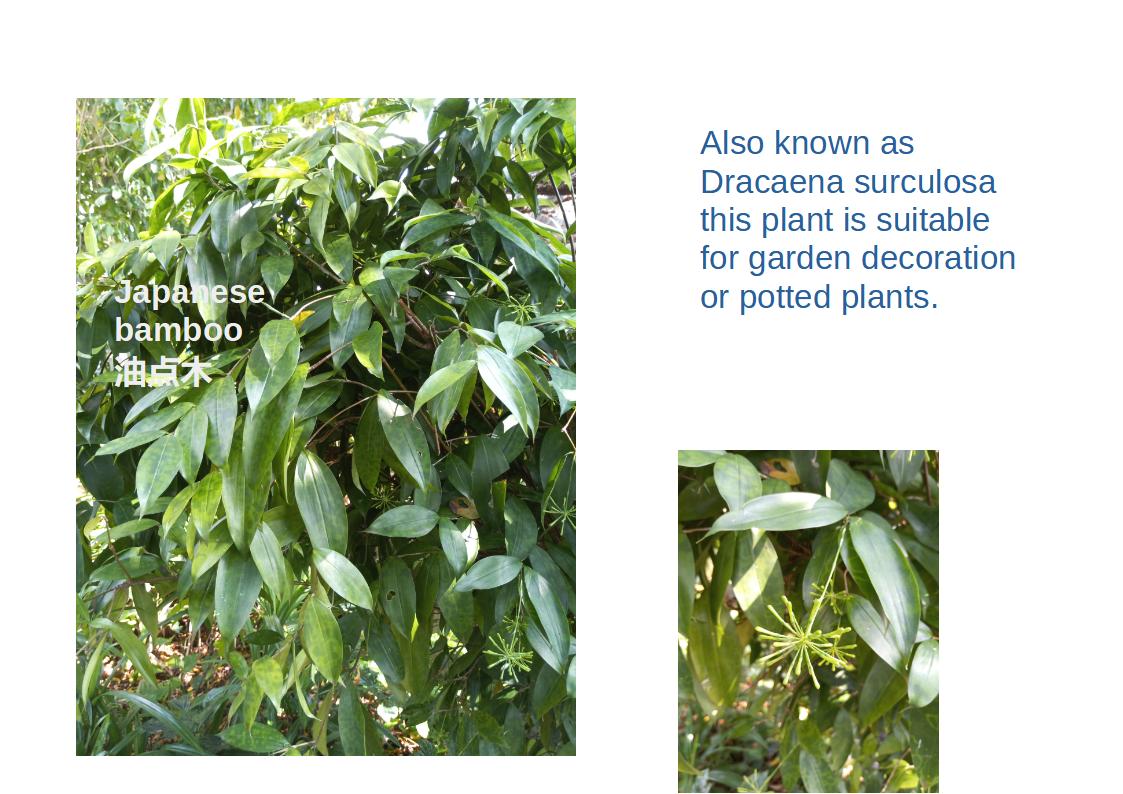 Japanese
bamboo
油点木
Also known as
Dracaena surculosa
this plant is suitable
for garden decoration
or potted plants.